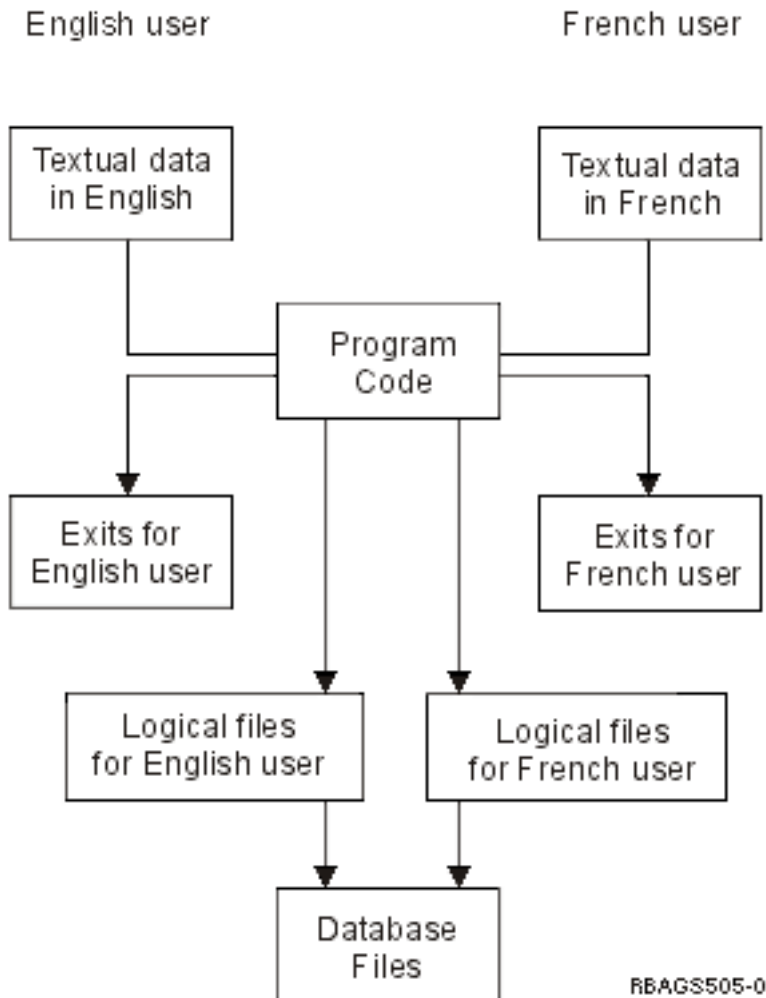 English user
French user
Textual data
in English
Textual data
in French
Program
Code
Exits for
English user
Exits for
French user
Logical files
for English user
Logical files
for French user
Database
Files
RBAGS505-0